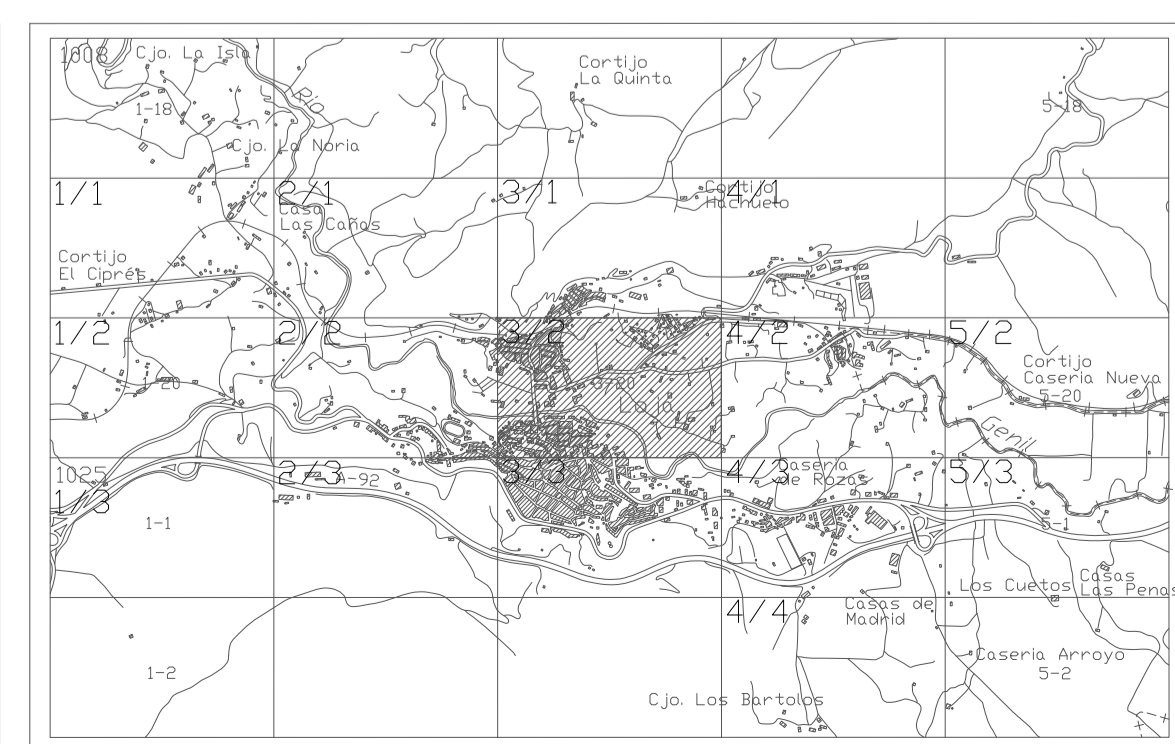 1008
Cjo. La Isla
1-18
Rio
Cjo. La Noria
Cortijo
La Quinta
5-18
1/1
2/1
3/1
4/1
Cortijo
Hachuelo
Casa
Las Cañas
Cortijo
El Ciprés
1/2
2/2
3/2
4/2
5/2
Cortijo
Caseria Nueva
5-20
1-20
Genil
1025
1/3
2/3
A-92
3/3
4/3
Caseria
de Rozas
5/3
1-1
5-1
Los Cuetos
Casas
Las Penas
4/4
Casas de
Madrid
1-2
Caseria Arroyo
5-2
Cjo. Los Bartolos